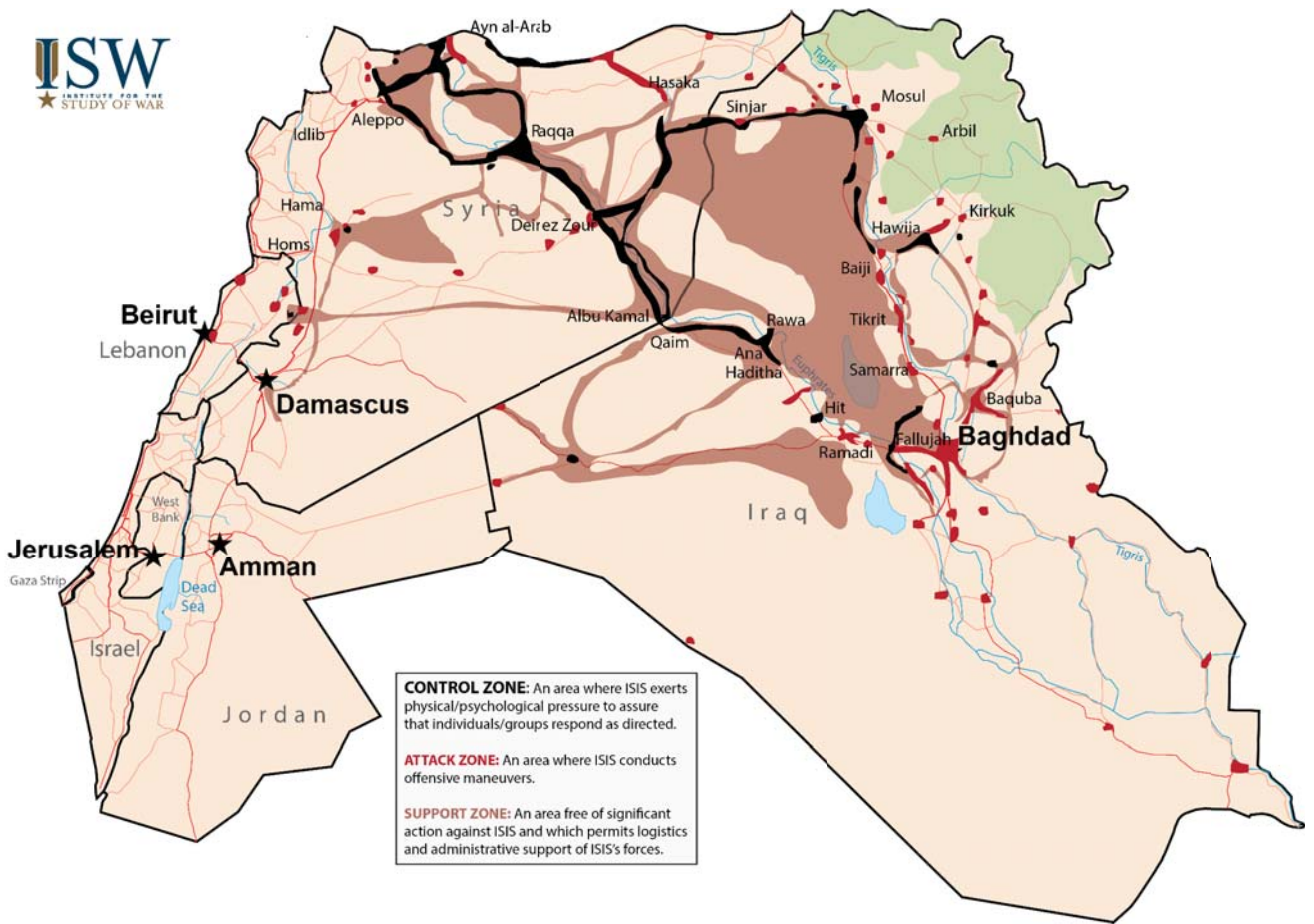 ISW
INSTITUTE FOR THE
STUDY OF WAR
Ayn al-Arab
Tigris
Hasaka
Mosul
Sinjar
Aleppo
Arbil
Idlib
Raqqa
Hama
Syria
Kirkuk
Deirez Zour
Hawija
Homs
Baiji
Beirut
Albu Kamal
Rawa
Tikrit
Lebanon
Qaim
Ana
Haditha
Euphrates
Samarra
Damascus
Hit
Baquba
Fallujah
Baghdad
Ramadi
West
Bank
Iraq
Jerusalem
Amman
Tigris
Gaza Strip
Dead
Sea
Israel
Jordan
CONTROL ZONE: An area where ISIS exerts
physical/psychological pressure to assure
that individuals/groups respond as directed.
ATTACK ZONE: An area where ISIS conducts
offensive maneuvers.
SUPPORT ZONE: An area free of significant
action against ISIS and which permits logistics
and administrative support of ISIS's forces.